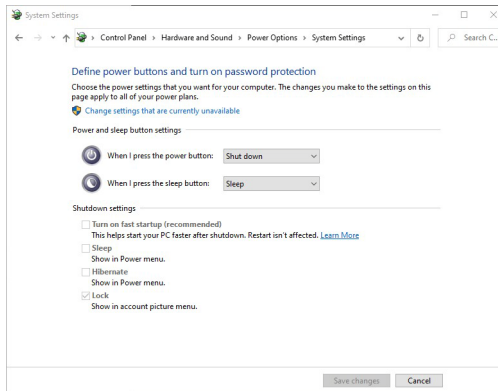 System Settings
Control Panel > Hardware and Sound > Power Options > System Settings
Search C...
Define power buttons and turn on password protection
Choose the power settings that you want for your computer. The changes you make to the settings on this
page apply to all of your power plans.
Change settings that are currently unavailable
Power and sleep button settings
When I press the power button: Shut down
When I press the sleep button: Sleep
Shutdown settings
Turn on fast startup (recommended)
This helps start your PC faster after shutdown. Restart isn't affected. Learn More
Sleep
Show in Power menu.
Hibernate
Show in Power menu.
Lock
Show in account picture menu.
Save changes Cancel